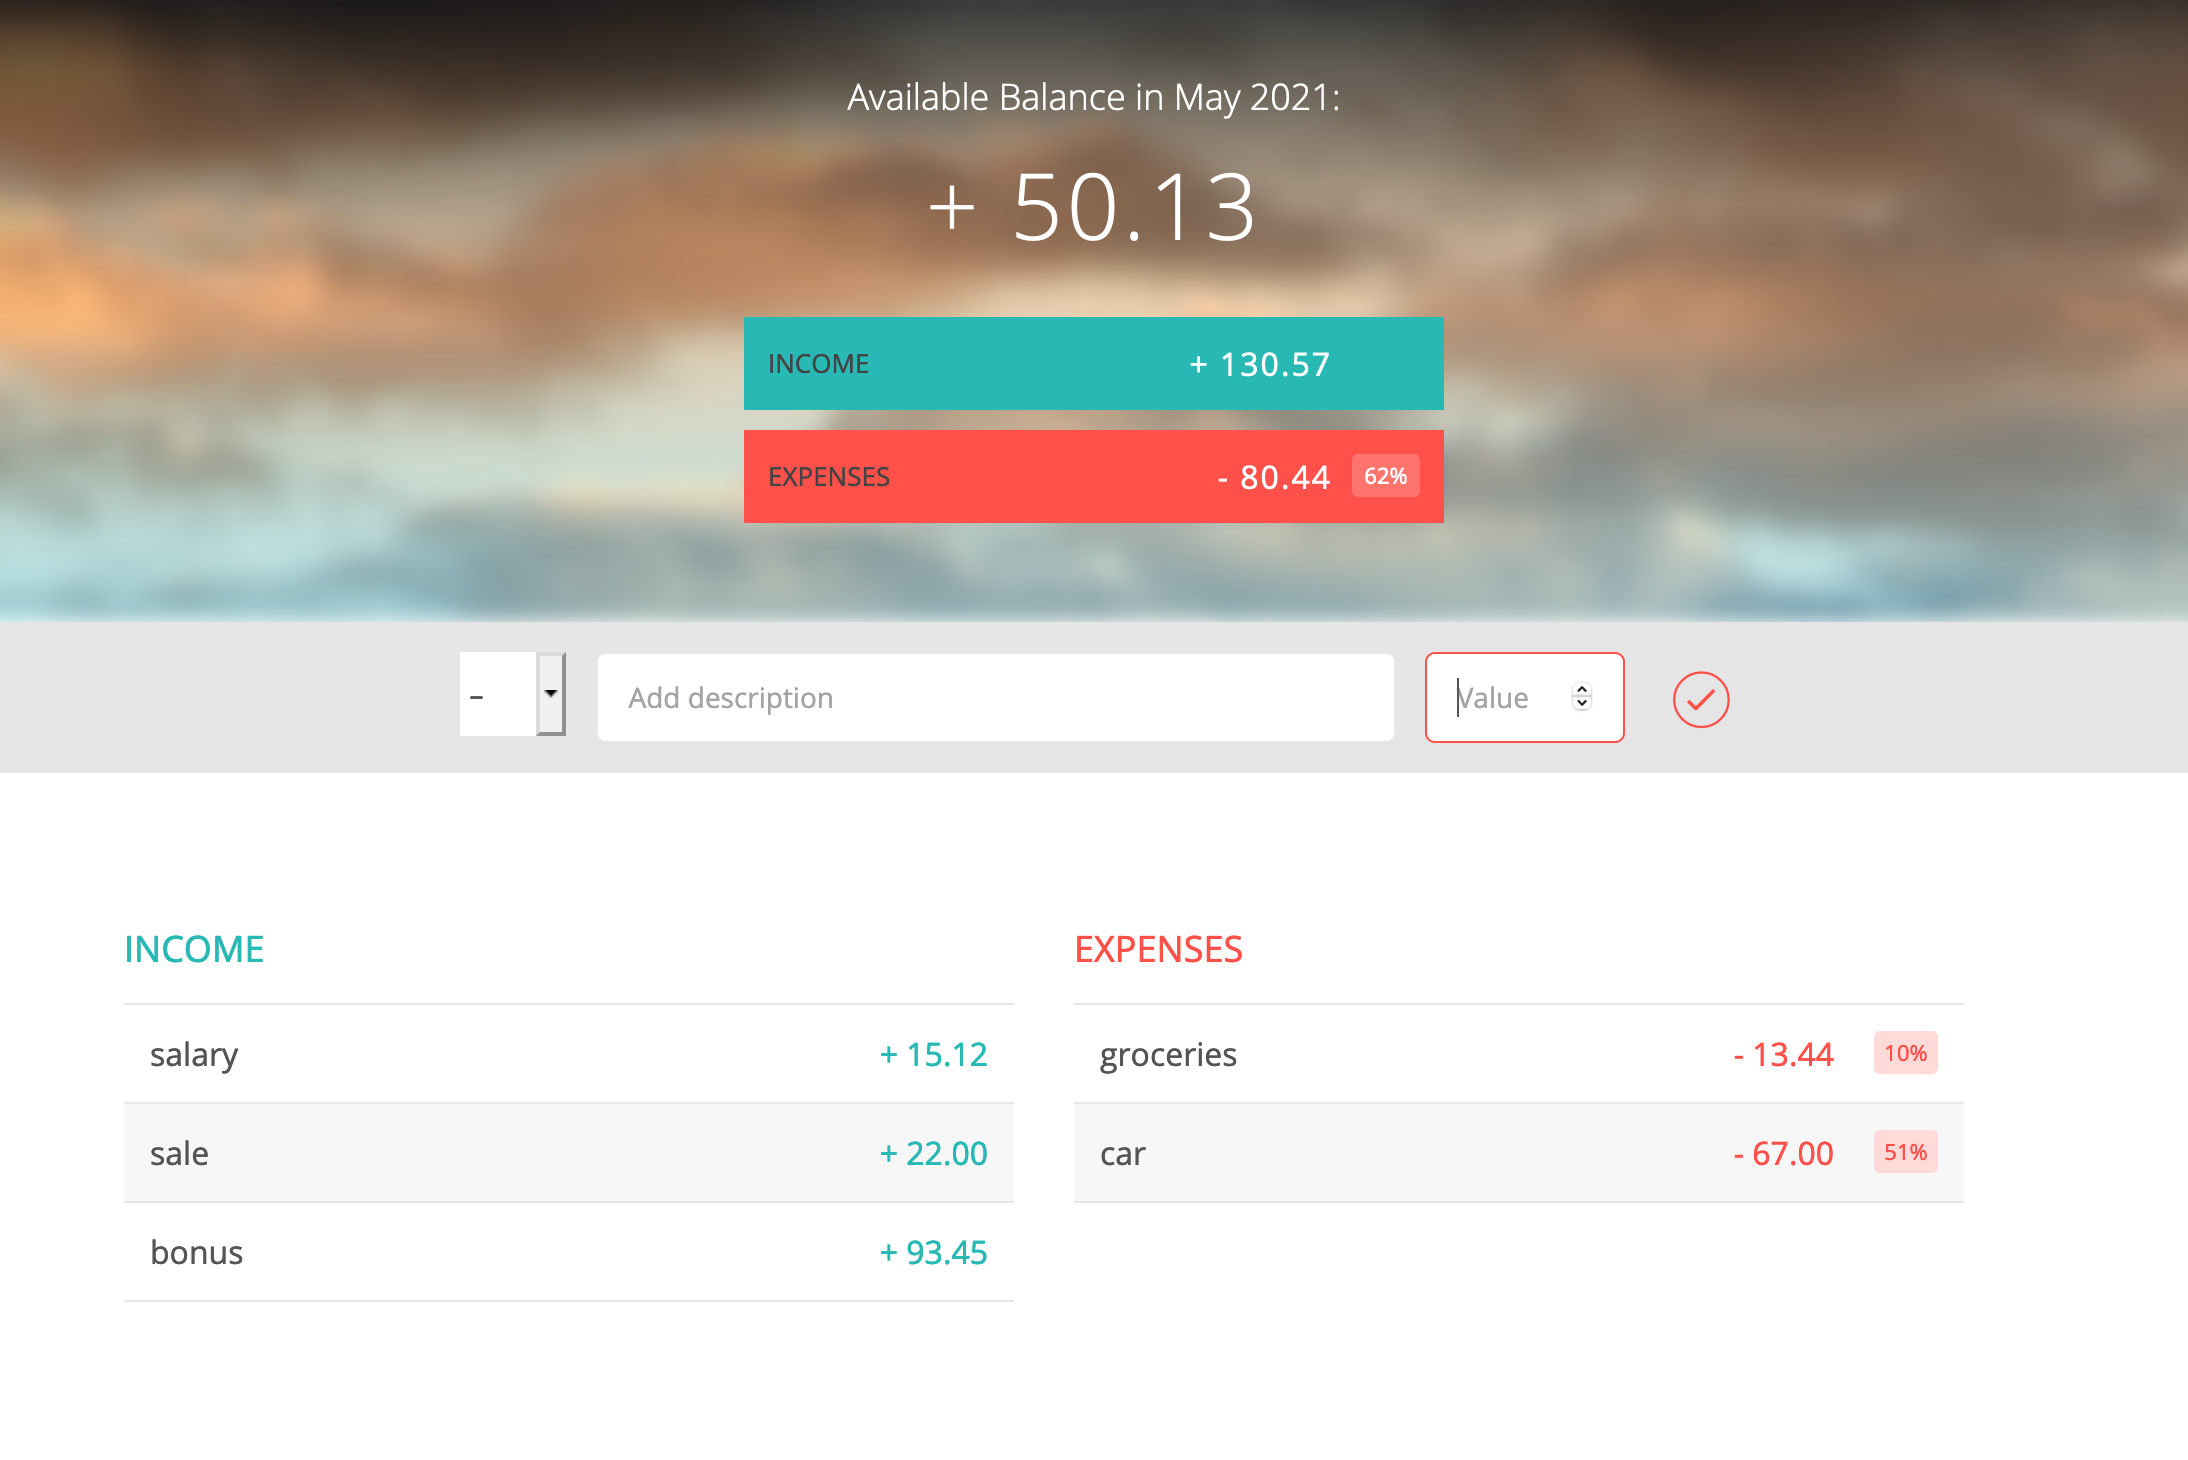 Available Balance in May 2021:
+ 50.13
INCOME + 130.57
EXPENSES - 80.44 62%
- Add description Value
INCOME
salary + 15.12
sale + 22.00
bonus + 93.45
EXPENSES
groceries - 13.44 10%
car - 67.00 51%